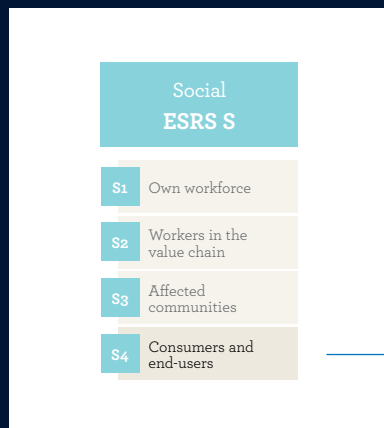 Social
ESRS S
S1 Own workforce
S2 Workers in the
value chain
S3 Affected
communities
S4 Consumers and
end-users